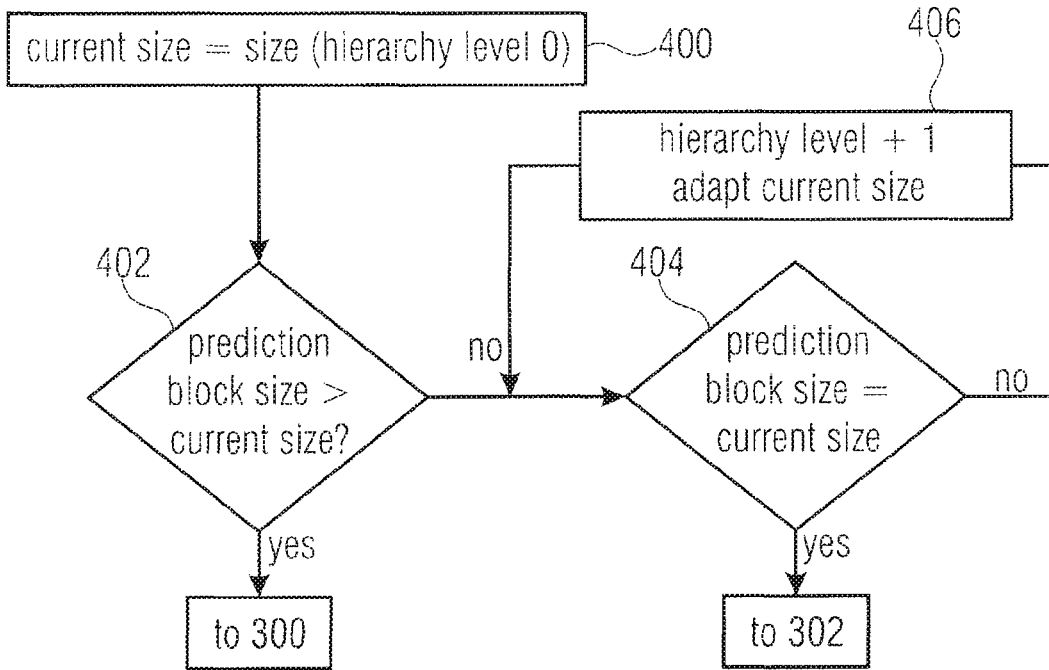 current size = size (hierarchy level 0)
400
406
hierarchy level + 1
adapt current size
402
404
prediction
block size >
current size?
no
prediction
block size =
current size
no
yes
yes
to 300
to 302